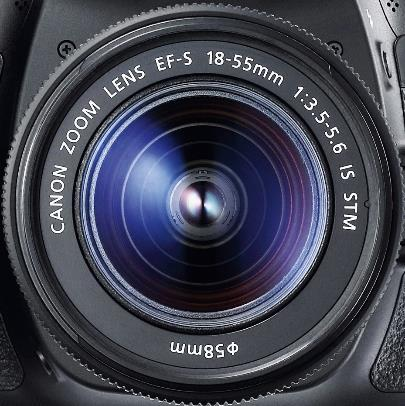 CANON ZOOM LENS EF-S 18-55mm 1:3.5-5.6 IS STM
φ58mm